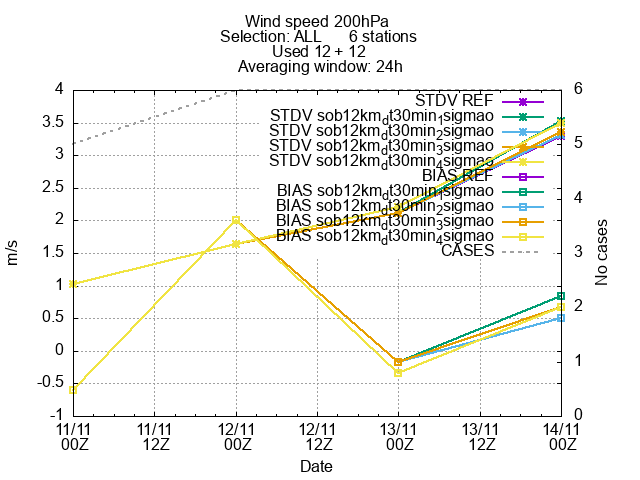 Wind speed 200hPa
Selection: ALL 6 stations
Used 12 + 12
Averaging window: 24h
4
3.5
3
2.5
2
1.5
1
0.5
0
-0.5
-1
m/s
6
5
4
3
2
1
0
No cases
STDV REF
STDV sob12km_dt30min_1sigmao
STDV sob12km_dt30min_2sigmao
STDV sob12km_dt30min_3sigmao
STDV sob12km_dt30min_4sigmao
BIAS REF
BIAS sob12km_dt30min_1sigmao
BIAS sob12km_dt30min_2sigmao
BIAS sob12km_dt30min_3sigmao
BIAS sob12km_dt30min_4sigmao
CASES
11/11 11/11 12/11 12/11 13/11 13/11 14/11
00Z 12Z 00Z 12Z 00Z 12Z 00Z
Date